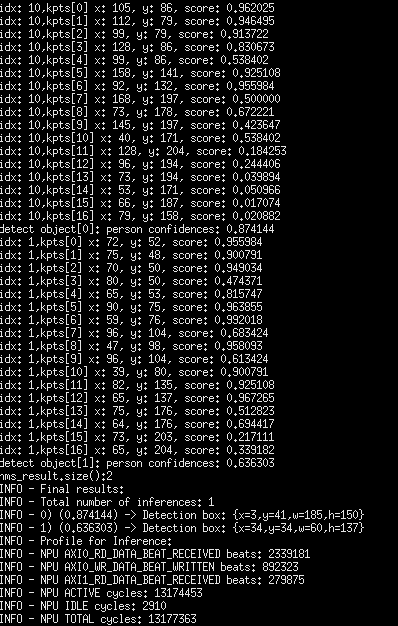 idx: 10,kpts[0] x: 105, y: 86, score: 0.962025
idx: 10,kpts[1] x: 112, y: 79, score: 0.946495
idx: 10,kpts[2] x: 99, y: 79, score: 0.913722
idx: 10,kpts[3] x: 128, y: 86, score: 0.830673
idx: 10,kpts[4] x: 99, y: 86, score: 0.538402
idx: 10,kpts[5] x: 158, y: 141, score: 0.925108
idx: 10,kpts[6] x: 92, y: 132, score: 0.955984
idx: 10,kpts[7] x: 168, y: 197, score: 0.500000
idx: 10,kpts[8] x: 73, y: 178, score: 0.672221
idx: 10,kpts[9] x: 145, y: 197, score: 0.423647
idx: 10,kpts[10] x: 40, y: 171, score: 0.538402
idx: 10,kpts[11] x: 128, y: 204, score: 0.184253
idx: 10,kpts[12] x: 96, y: 194, score: 0.244406
idx: 10,kpts[13] x: 73, y: 194, score: 0.039894
idx: 10,kpts[14] x: 53, y: 171, score: 0.050966
idx: 10,kpts[15] x: 66, y: 187, score: 0.017074
idx: 10,kpts[16] x: 79, y: 158, score: 0.020882
detect object[0]: person confidences: 0.874144
idx: 1,kpts[0] x: 72, y: 52, score: 0.955984
idx: 1,kpts[1] x: 75, y: 48, score: 0.900791
idx: 1,kpts[2] x: 70, y: 50, score: 0.949034
idx: 1,kpts[3] x: 80, y: 50, score: 0.474371
idx: 1,kpts[4] x: 65, y: 53, score: 0.815747
idx: 1,kpts[5] x: 90, y: 75, score: 0.963855
idx: 1,kpts[6] x: 59, y: 76, score: 0.992018
idx: 1,kpts[7] x: 96, y: 104, score: 0.683424
idx: 1,kpts[8] x: 47, y: 98, score: 0.958093
idx: 1,kpts[9] x: 96, y: 104, score: 0.613424
idx: 1,kpts[10] x: 39, y: 80, score: 0.900791
idx: 1,kpts[11] x: 82, y: 135, score: 0.925108
idx: 1,kpts[12] x: 65, y: 137, score: 0.967265
idx: 1,kpts[13] x: 75, y: 176, score: 0.512823
idx: 1,kpts[14] x: 64, y: 176, score: 0.694417
idx: 1,kpts[15] x: 73, y: 203, score: 0.217111
idx: 1,kpts[16] x: 65, y: 204, score: 0.339182
detect object[1]: person confidences: 0.636303
nms_result.size():2
INFO - Final results:
INFO - Total number of inferences: 1
INFO - 0) (0.874144) -> Detection box: {x=3,y=41,w=185,h=150}
INFO - 1) (0.636303) -> Detection box: {x=34,y=34,w=60,h=137}
INFO - Profile for Inference:
INFO - NPU AXI0_RD_DATA_BEAT_RECEIVED beats: 2339181
INFO - NPU AXI0_WR_DATA_BEAT_WRITTEN beats: 892323
INFO - NPU AXI1_RD_DATA_BEAT_RECEIVED beats: 279875
INFO - NPU ACTIVE cycles: 13174453
INFO - NPU IDLE cycles: 2910
INFO - NPU TOTAL cycles: 13177363